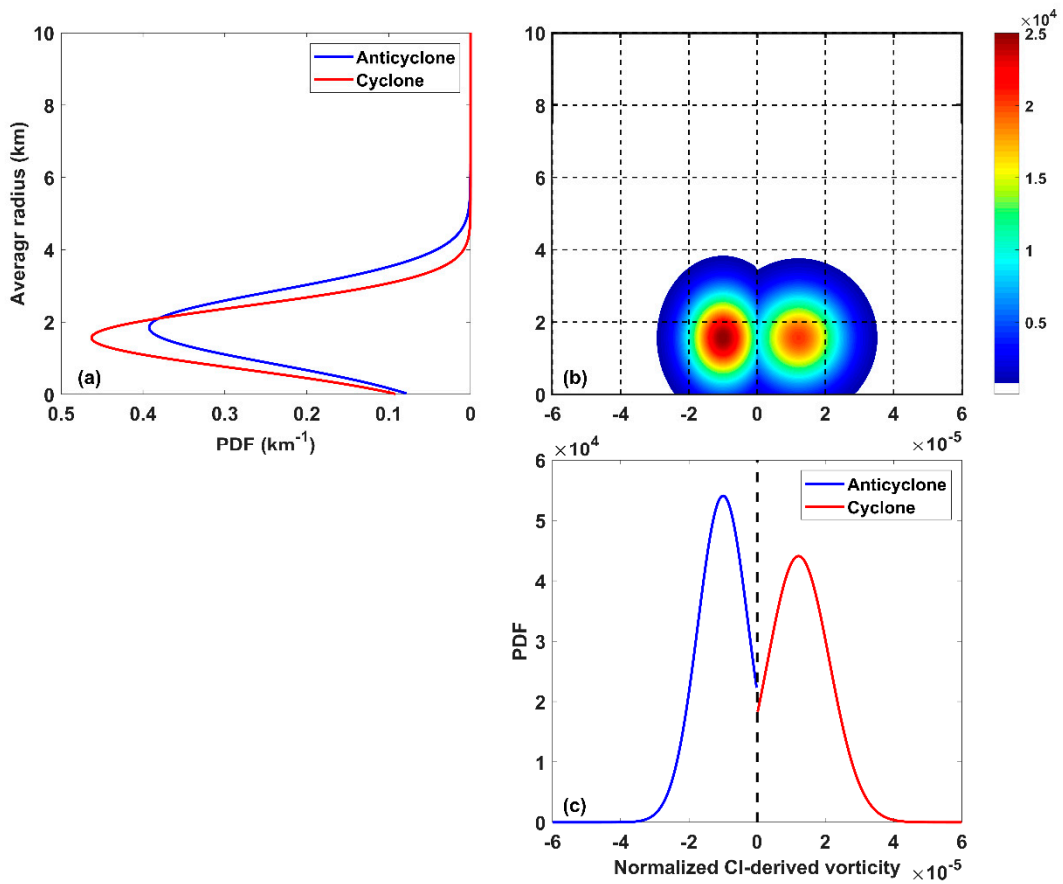 10
8
6
4
2
0
Averagr radius (km)
Anticyclone
Cyclone
(a)
0.5 0.4 0.3 0.2 0.1 0
PDF (km-1)
10
8
6
4
2
0
(b)
-6 -4 -2 0 2 4 6
×10-5
×104
2.5
2
1.5
1
0.5
×104
6
5
4
3
2
1
0
PDF
Anticyclone
Cyclone
(c)
-6 -4 -2 0 2 4 6
Normalized CI-derived vorticity ×10-5